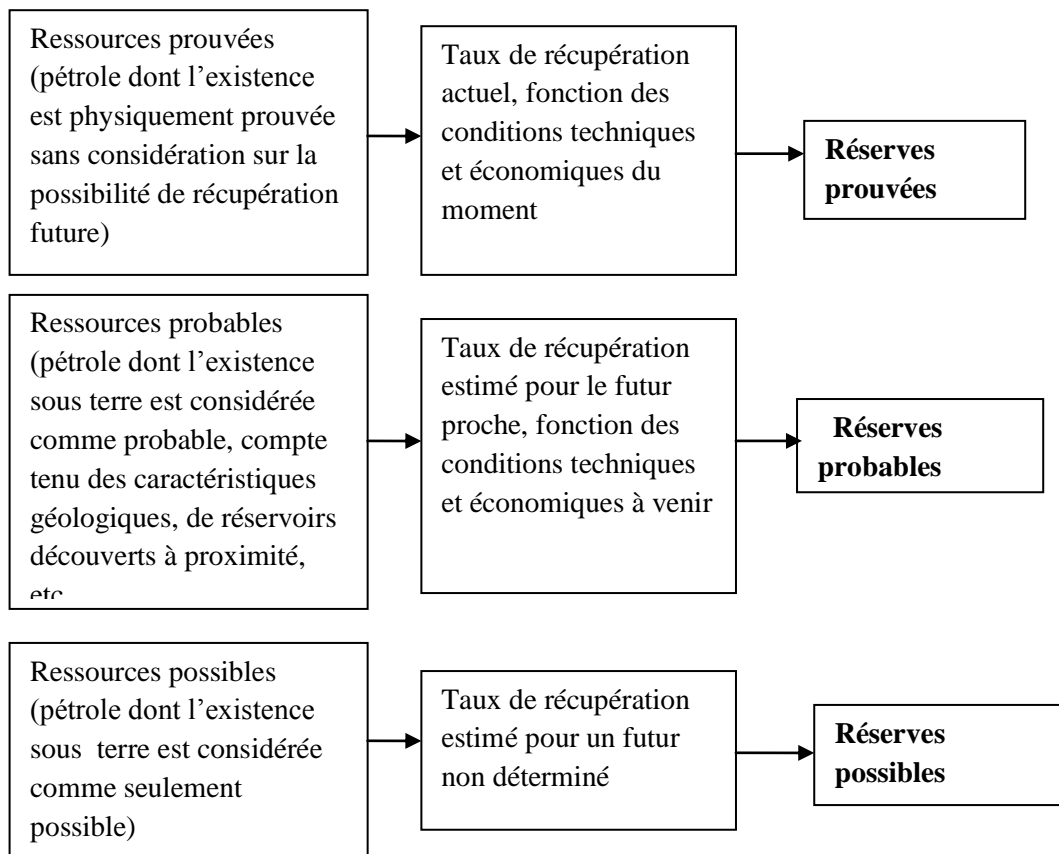 Ressources prouvées
(pétrole dont l’existence
est physiquement prouvée
sans considération sur la
possibilité de récupération
future)
Taux de récupération
actuel, fonction des
conditions techniques
et économiques du
moment
Réserves
prouvées
Ressources probables
(pétrole dont l’existence
sous terre est considérée
comme probable, compte
tenu des caractéristiques
géologiques, de réservoirs
découverts à proximité,
etc
Taux de récupération
estimé pour le futur
proche, fonction des
conditions techniques
et économiques à venir
Réserves
probables
Ressources possibles
(pétrole dont l’existence
sous terre est considérée
comme seulement
possible)
Taux de récupération
estimé pour un futur
non déterminé
Réserves
possibles